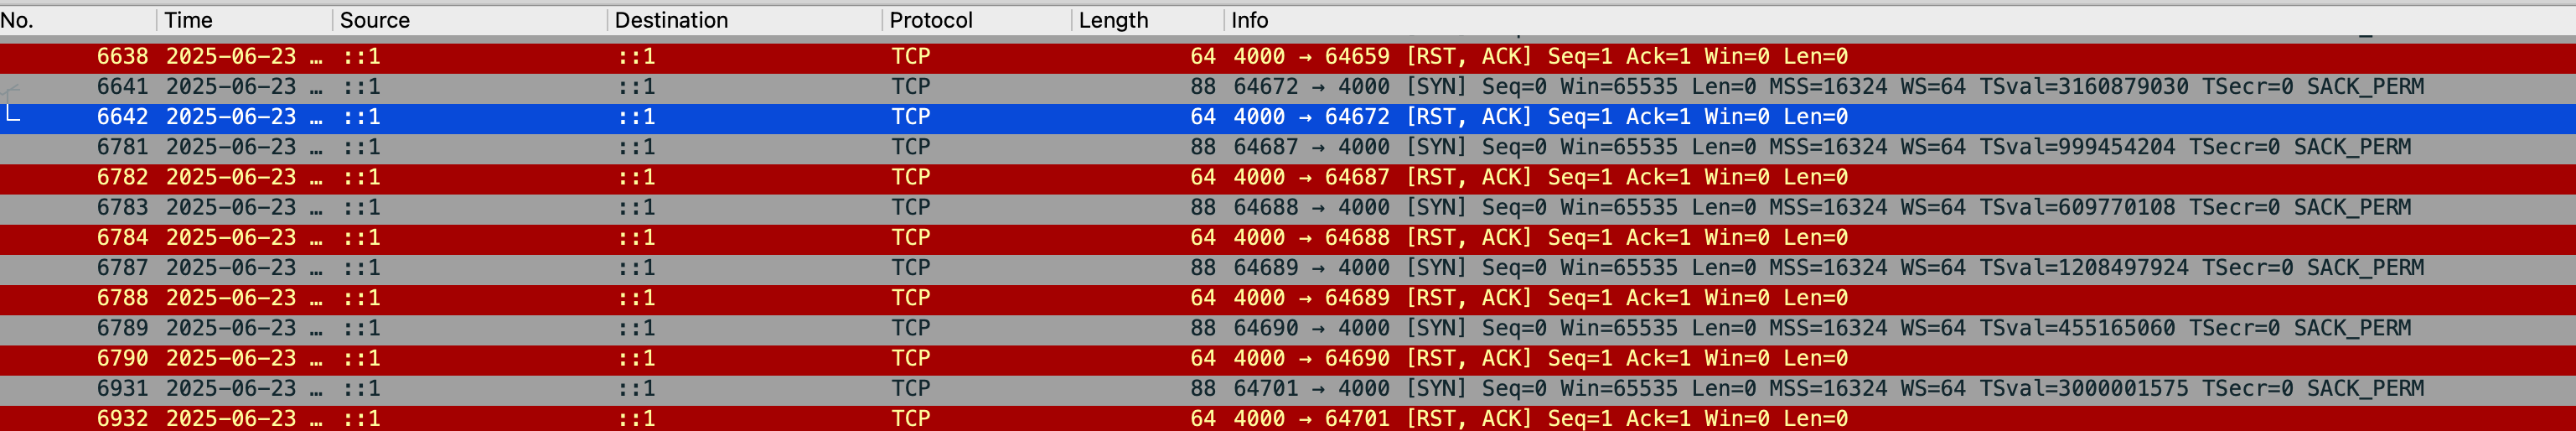 No. Time Source Destination Protocol Length Info
6638 2025-06-23 … ::1 ::1 TCP 64 4000 → 64659 [RST, ACK] Seq=1 Ack=1 Win=0 Len=0
6641 2025-06-23 … ::1 ::1 TCP 88 64672 → 4000 [SYN] Seq=0 Win=65535 Len=0 MSS=16324 WS=64 TSval=3160879030 TSecr=0 SACK_PERM
6642 2025-06-23 … ::1 ::1 TCP 64 4000 → 64672 [RST, ACK] Seq=1 Ack=1 Win=0 Len=0
6781 2025-06-23 … ::1 ::1 TCP 88 64687 → 4000 [SYN] Seq=0 Win=65535 Len=0 MSS=16324 WS=64 TSval=999454204 TSecr=0 SACK_PERM
6782 2025-06-23 … ::1 ::1 TCP 64 4000 → 64687 [RST, ACK] Seq=1 Ack=1 Win=0 Len=0
6783 2025-06-23 … ::1 ::1 TCP 88 64688 → 4000 [SYN] Seq=0 Win=65535 Len=0 MSS=16324 WS=64 TSval=609770108 TSecr=0 SACK_PERM
6784 2025-06-23 … ::1 ::1 TCP 64 4000 → 64688 [RST, ACK] Seq=1 Ack=1 Win=0 Len=0
6787 2025-06-23 … ::1 ::1 TCP 88 64689 → 4000 [SYN] Seq=0 Win=65535 Len=0 MSS=16324 WS=64 TSval=1208497924 TSecr=0 SACK_PERM
6788 2025-06-23 … ::1 ::1 TCP 64 4000 → 64689 [RST, ACK] Seq=1 Ack=1 Win=0 Len=0
6789 2025-06-23 … ::1 ::1 TCP 88 64690 → 4000 [SYN] Seq=0 Win=65535 Len=0 MSS=16324 WS=64 TSval=455165060 TSecr=0 SACK_PERM
6790 2025-06-23 … ::1 ::1 TCP 64 4000 → 64690 [RST, ACK] Seq=1 Ack=1 Win=0 Len=0
6931 2025-06-23 … ::1 ::1 TCP 88 64701 → 4000 [SYN] Seq=0 Win=65535 Len=0 MSS=16324 WS=64 TSval=3000001575 TSecr=0 SACK_PERM
6932 2025-06-23 … ::1 ::1 TCP 64 4000 → 64701 [RST, ACK] Seq=1 Ack=1 Win=0 Len=0